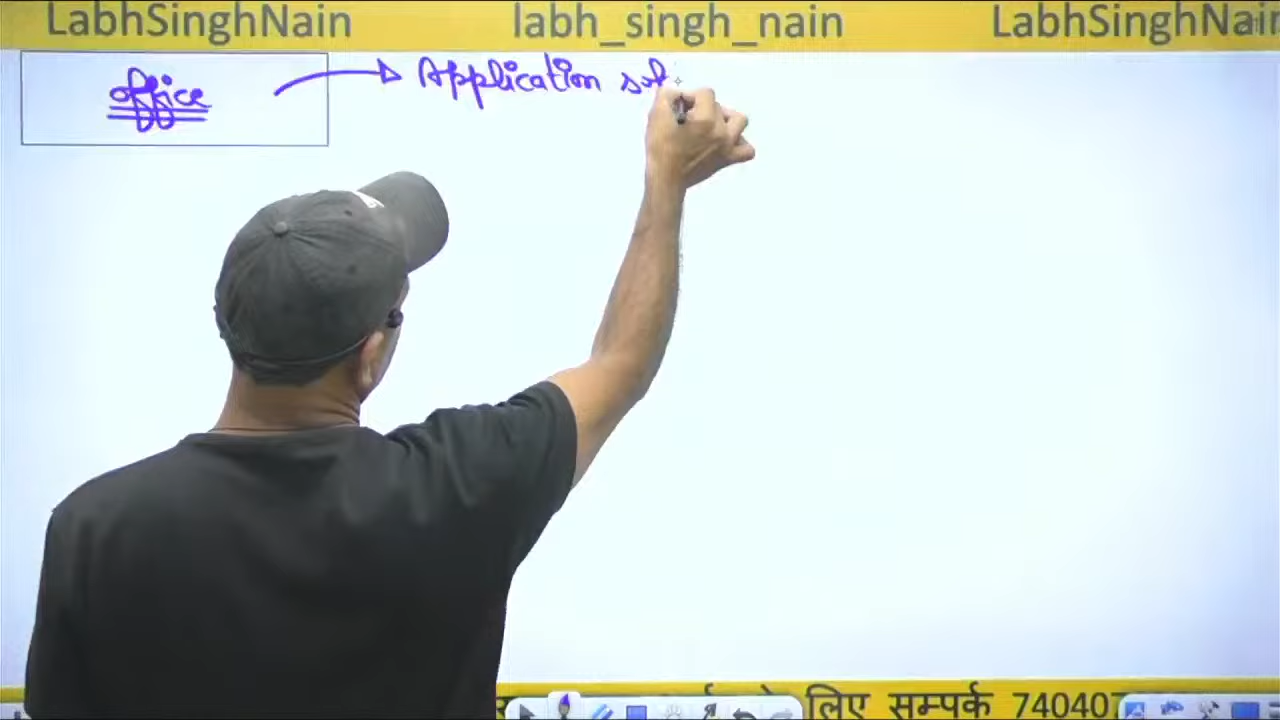 LabhSinghNain labh_singh_nain LabhSinghNain
office → Application
लिए सम्पर्क 74040